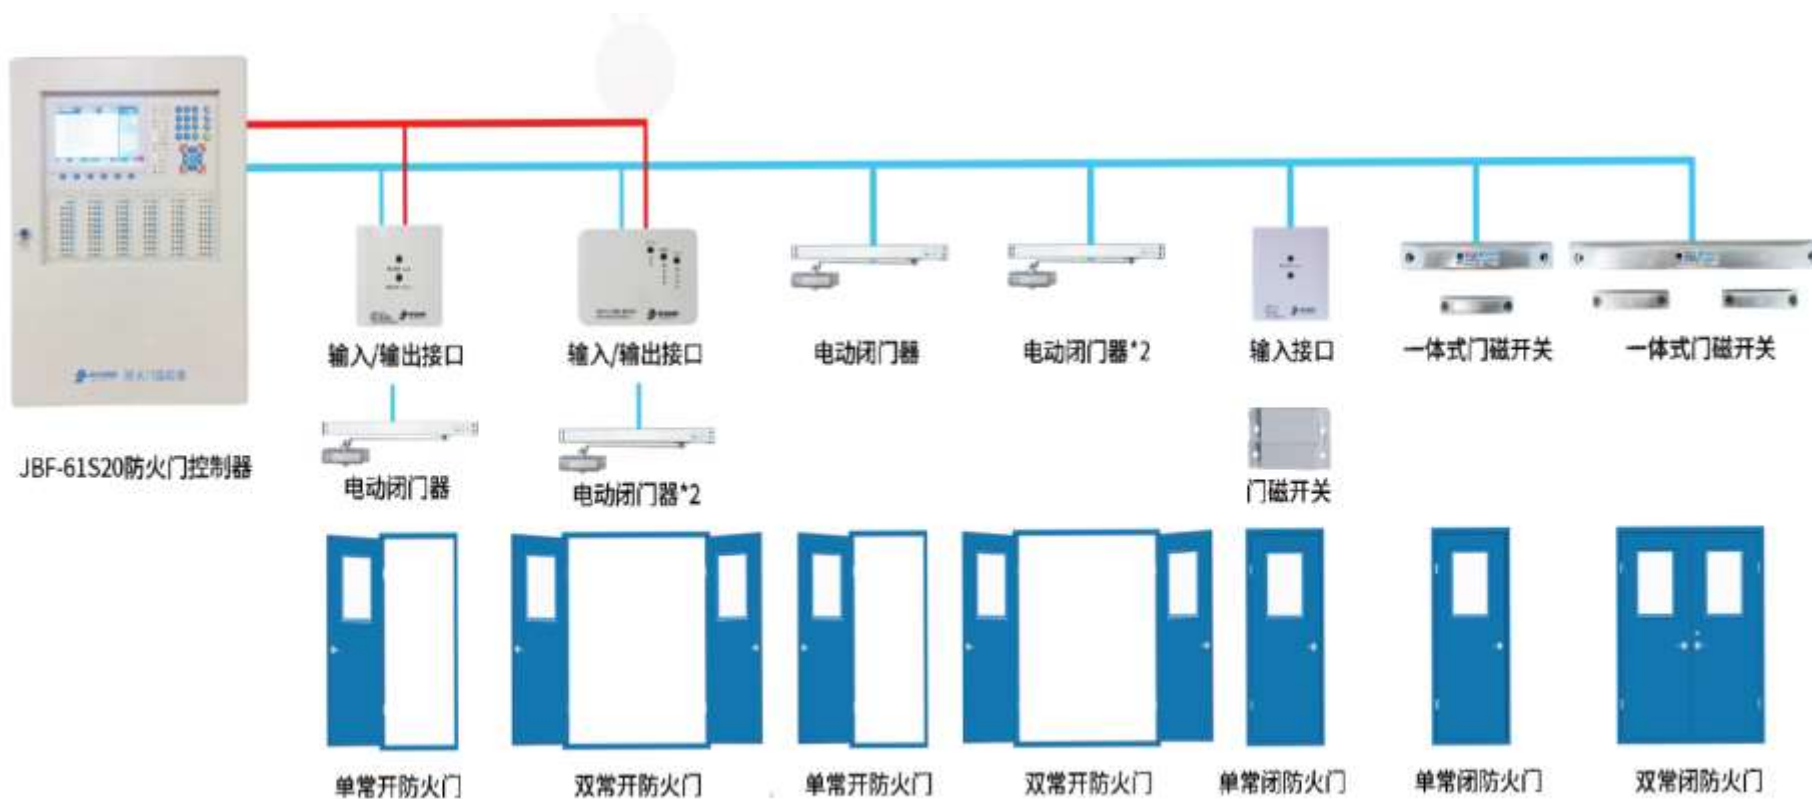 输入/输出接口
输入/输出接口
电动闭门器
电动闭门器*2
输入接口
一体式门磁开关
一体式门磁开关
JBF-61S20防火门控制器
电动闭门器
电动闭门器*2
门磁开关
单常开防火门
双常开防火门
单常开防火门
双常开防火门
单常闭防火门
单常闭防火门
双常闭防火门